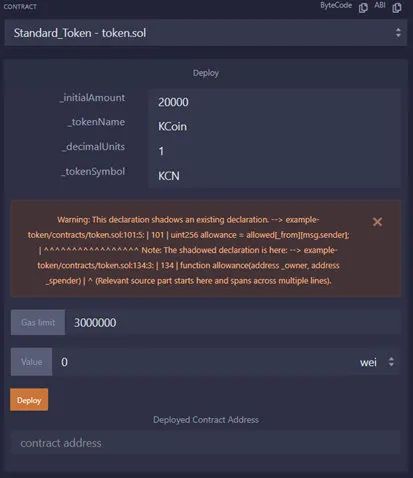 CONTRACT ByteCode ABI
Standard_Token - token.sol
Deploy
_initialAmount 20000
_tokenName KCoin
_decimalUnits 1
_tokenSymbol KCN
Warning: This declaration shadows an existing declaration. --> example-
token/contracts/token.sol:101:5: | 101 | uint256 allowance = allowed[_from][msg.sender];
| ^^^^^^^^^^^^^^^^^ Note: The shadowed declaration is here: --> example-
token/contracts/token.sol:134:3: | 134 | function allowance(address _owner, address
_spender) | ^ (Relevant source part starts here and spans across multiple lines).
Gas limit 3000000
Value 0 wei
Deploy
Deployed Contract Address
contract address